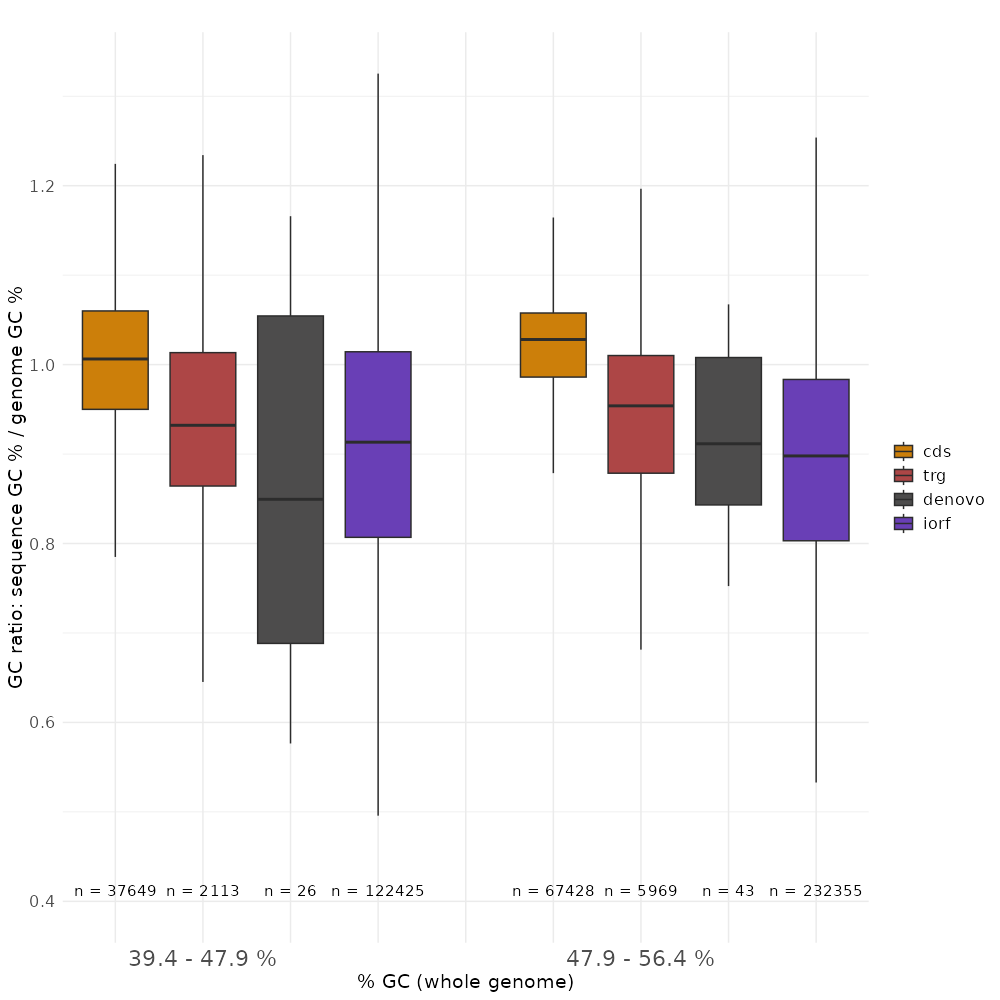 GC ratio: sequence GC % / genome GC %
1.2
1.0
0.8
0.6
0.4
n = 37649 n = 2113 n = 26 n = 122425 n = 67428 n = 5969 n = 43 n = 232355
39.4 - 47.9 % 47.9 - 56.4 %
% GC (whole genome)
cds
trg
denovo
iorf